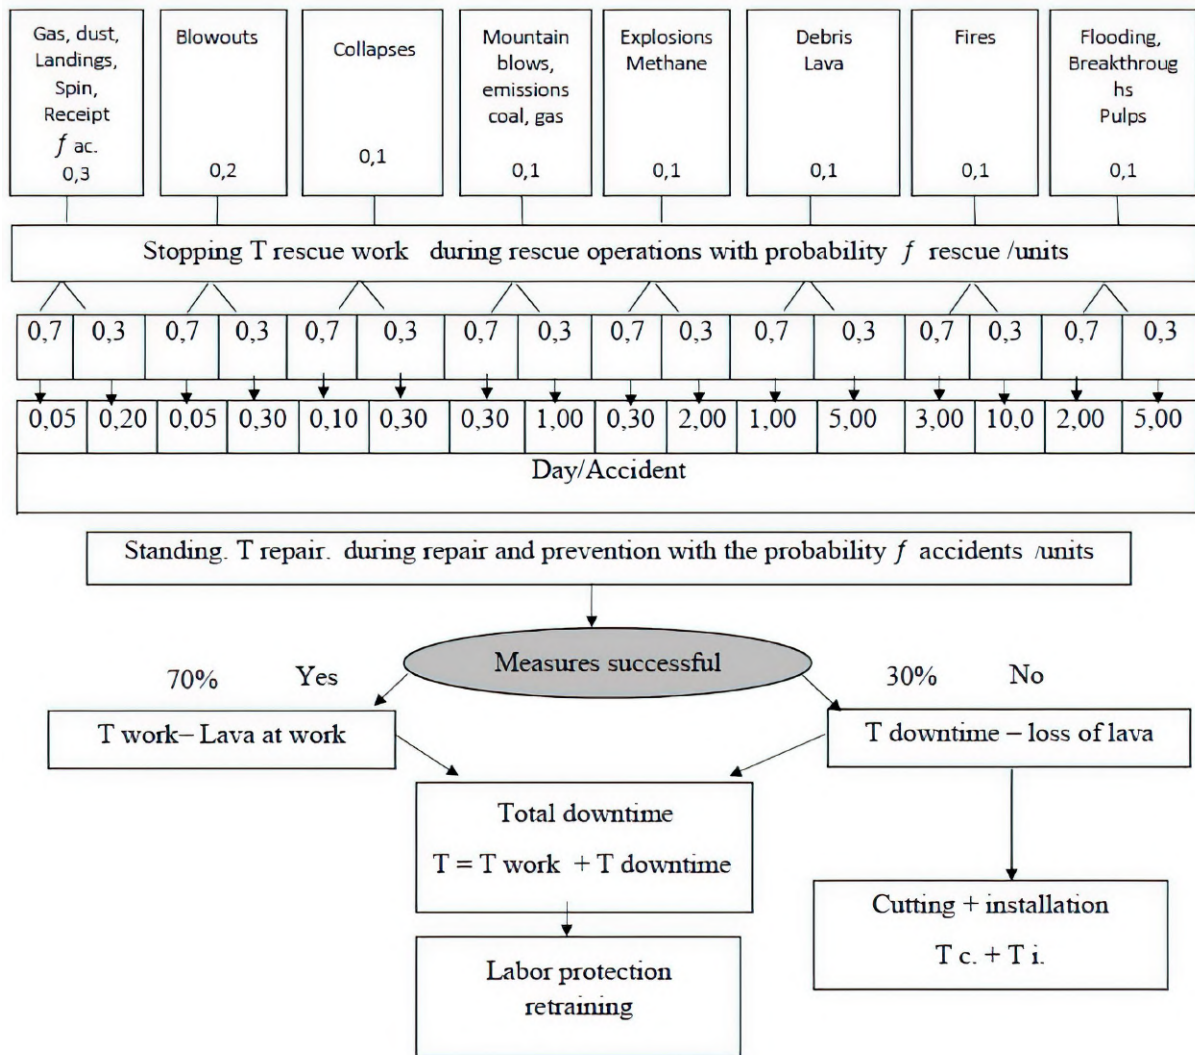 Gas, dust,
Landings,
Spin,
Receipt
ƒ ac.
0,3
Blowouts
0,2
Collapses
0,1
Mountain
blows,
emissions
coal, gas
0,1
Explosions
Methane
0,1
Debris
Lava
0,1
Fires
0,1
Flooding,
Breakthroug
hs
Pulps
0,1
Stopping T rescue work during rescue operations with probability ƒ rescue /units
0,7 0,3 0,7 0,3 0,7 0,3 0,7 0,3 0,7 0,3 0,7 0,3 0,7 0,3 0,7 0,3
0,05 0,20 0,05 0,30 0,10 0,30 0,30 1,00 0,30 2,00 1,00 5,00 3,00 10,0 2,00 5,00
Day/Accident
Standing. T repair. during repair and prevention with the probability ƒ accidents /units
Measures successful
70% Yes
30% No
T work– Lava at work
T downtime – loss of lava
Total downtime
T = T work + T downtime
Cutting + installation
T c. + T i.
Labor protection
retraining